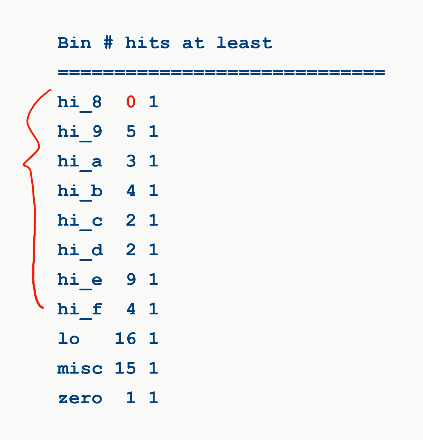 Bin # hits at least
=============================
hi_8 0 1
hi_9 5 1
hi_a 3 1
hi_b 4 1
hi_c 2 1
hi_d 2 1
hi_e 9 1
hi_f 4 1
lo 16 1
misc 15 1
zero 1 1